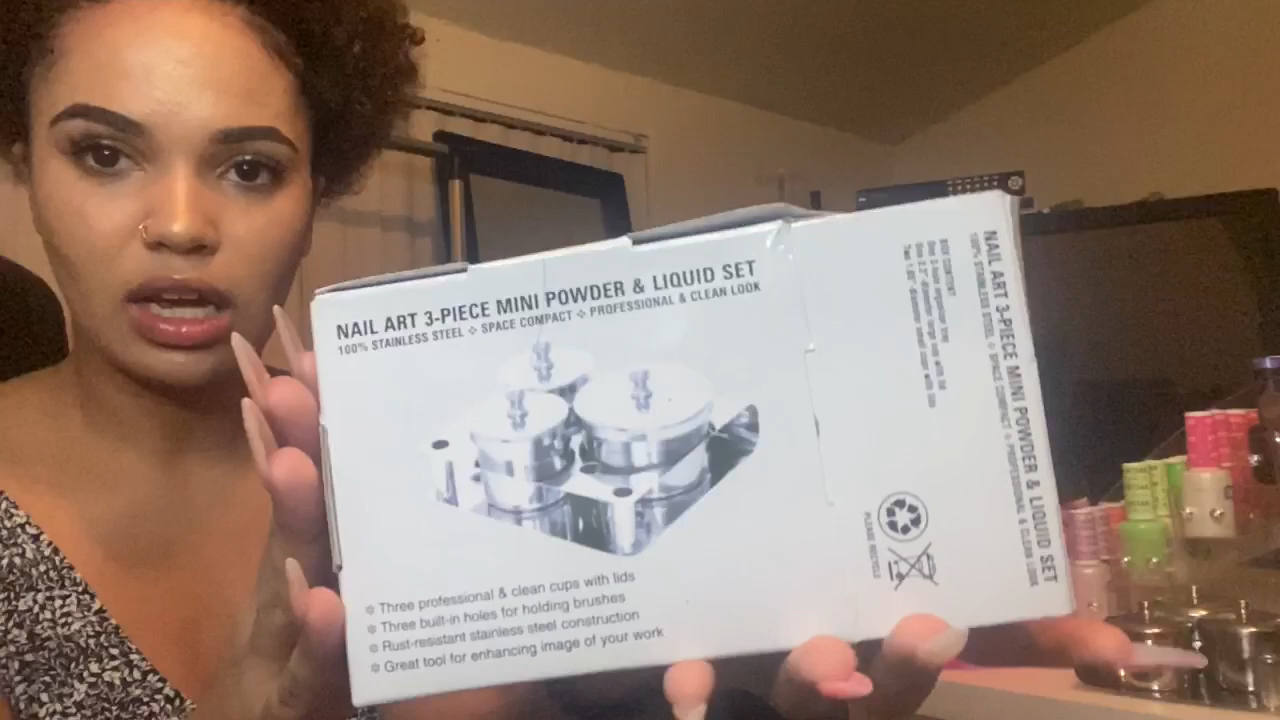 NAIL ART 3-PIECE MINI POWDER & LIQUID SET
100% STAINLESS STEEL ❖ SPACE COMPACT ❖ PROFESSIONAL & CLEAN LOOK
Three professional & clean cups with lids
Three built-in holes for holding brushes
Rust-resistant stainless steel construction
Great tool for enhancing image of your work
BOX CONTENT
PLEASE RECYCLE
NAIL ART 3-PIECE MINI POWDER & LIQUID SET
100% STAINLESS STEEL ❖ SPACE COMPACT ❖ PROFESSIONAL & CLEAN LOOK